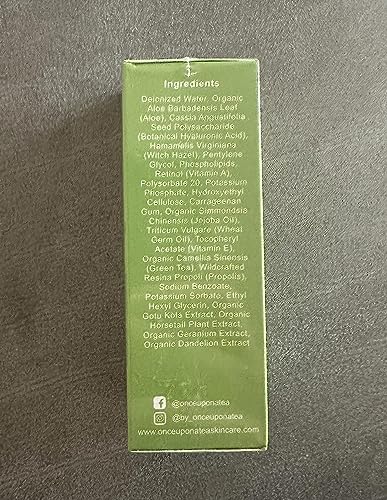 Ingredients
Deionized Water, Organic
Aloe Barbadensis Leaf
(Aloe), Cassia Angustifolia
Seed Polysaccharide
(Botanical Hyaluronic Acid),
Hamamelis Virginiana
(Witch Hazel), Pentylene
Glycol, Phospholipids,
Retinol (Vitamin A),
Polysorbate 20, Potassium
Phosphate, Hydroxyethyl
Cellulose, Carrageenan
Gum, Organic Simmondsia
Chinensis (Jojoba Oil),
Triticum Vulgare (Wheat
Germ Oil), Tocopheryl
Acetate (Vitamin E),
Organic Camellia Sinensis
(Green Tea), Wildcrafted
Resina Propoli (Propolis),
Sodium Benzoate,
Potassium Sorbate, Ethyl
Hexyl Glycerin, Organic
Gotu Kola Extract, Organic
Horsetail Plant Extract,
Organic Geranium Extract,
Organic Dandelion Extract
@onceuponatea
@by_onceuponatea
www.onceuponateaskincare.com